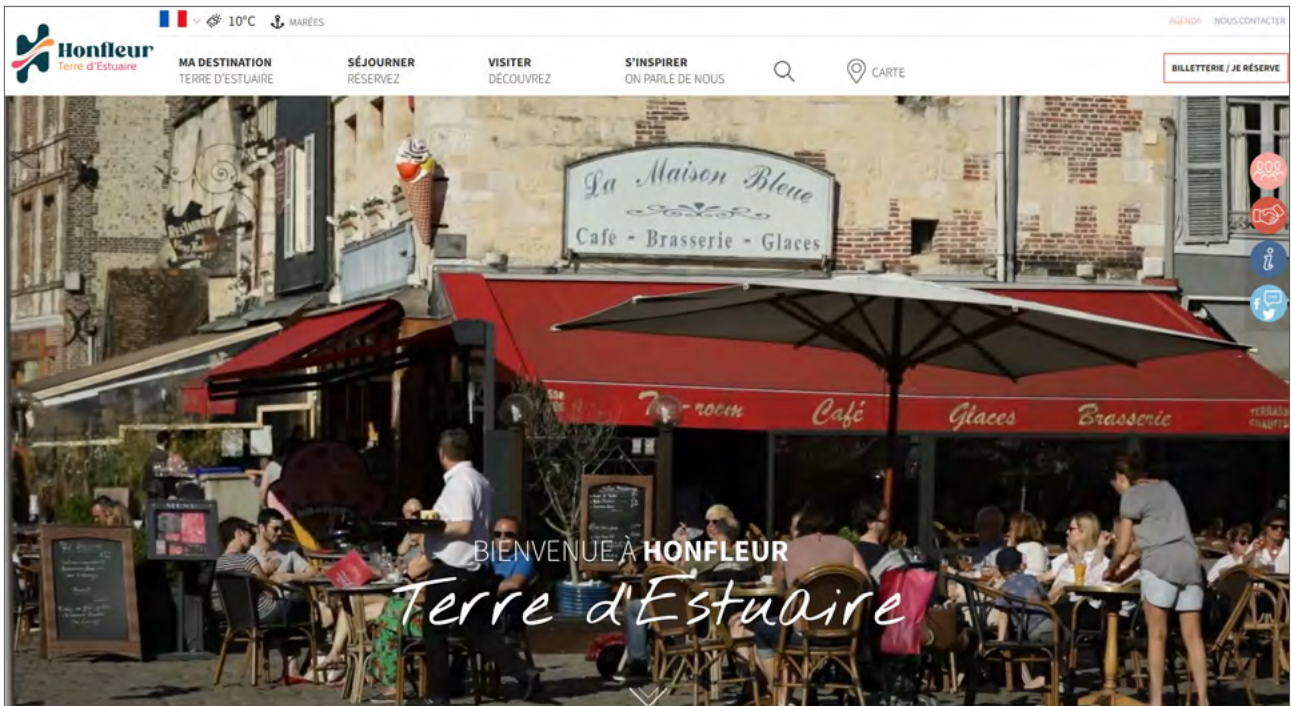 10°C MARÉES
AGENDA NOUS CONTACTER
Honfleur
Terre d'Estuaire
MA DESTINATION
TERRE D'ESTUAIRE
SÉJOURNER
RÉSERVEZ
VISITER
DÉCOUVREZ
S'INSPIRER
ON PARLE DE NOUS
CARTE
BILLETTERIE / JE RÉSERVE
La Maison Bleue
Café - Brasserie - Glaces
RESTAURANT
room Café Glaces Brasserie
MENU
BIENVENUE À HONFLEUR
Terre d'Estuaire